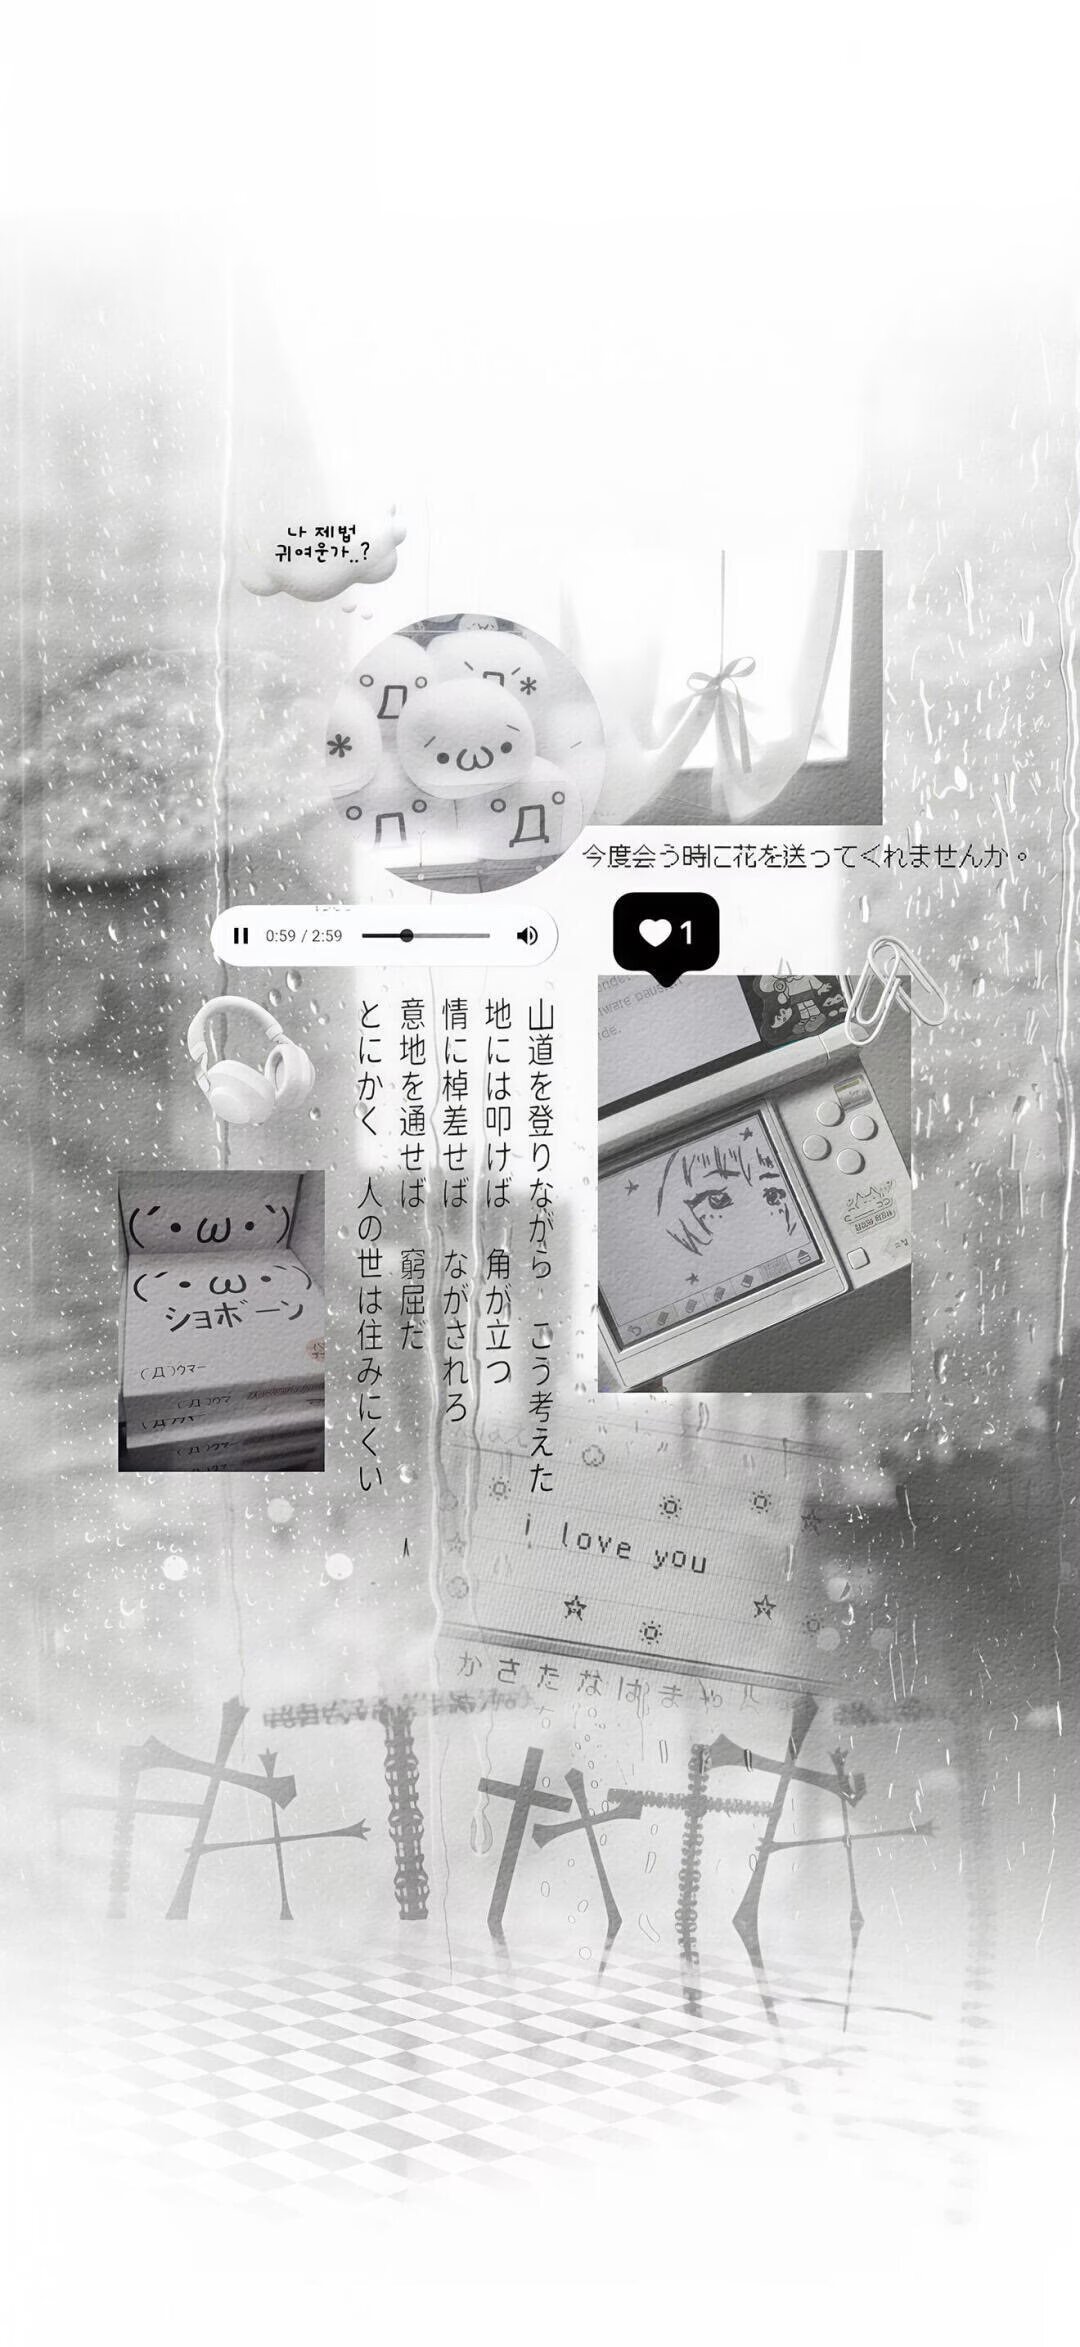 나 제법
귀여운가..?
今度会う時に花を送ってくれませんか。
0:59 / 2:59
1
山道を登りながら　こう考えた
地には叩けば　角が立つ
情に棹差せば　ながされろ
意地を通せば　窮屈だ
とにかく　人の世は住みにくい
(´・ω・`)
(´・ω・`)
ショボーン
(゚Д゚)ウマー
i love you
かさたなはまや